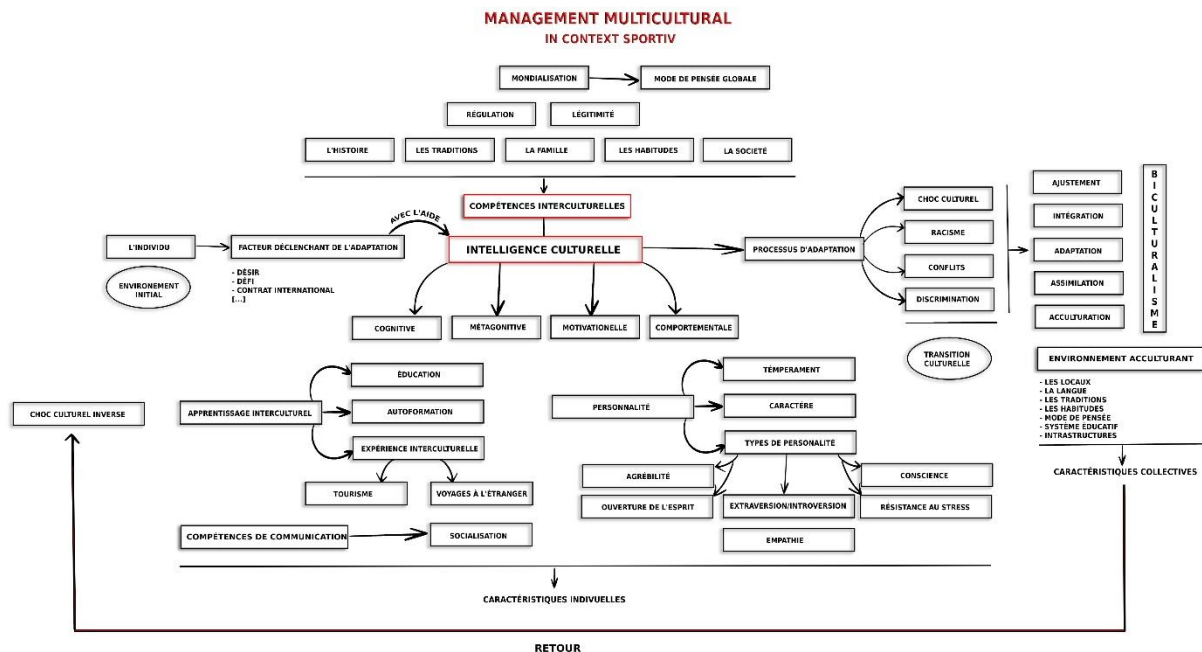 MANAGEMENT MULTICULTURAL
IN CONTEXT SPORTIV
MONDIALISATION
MODE DE PENSÉE GLOBALE
RÉGULATION
LÉGITIMITÉ
L'HISTOIRE
LES TRADITIONS
LA FAMILLE
LES HABITUDES
LA SOCIETÉ
COMPÉTENCES INTERCULTURELLES
AVEC L'AIDE
L'INDIVIDU
FACTEUR DÉCLENCHANT DE L'ADAPTATION
INTELLIGENCE CULTURELLE
PROCESSUS D'ADAPTATION
ENVIRONEMENT
INITIAL
- DÉSIR
- DÉFI
- CONTRAT INTERNATIONAL
[...]
CHOC CULTUREL
RACISME
CONFLITS
DISCRIMINATION
TRANSITION
CULTURELLE
AJUSTEMENT
INTÉGRATION
ADAPTATION
ASSIMILATION
ACCULTURATION
BICULTURALISME
COGNITIVE
MÉTAGONITIVE
MOTIVATIONELLE
COMPORTEMENTALE
ENVIRONNEMENT ACCULTURANT
- LES LOCAUX
- LA LANGUE
- LES TRADITIONS
- LES HABITUDES
- MODE DE PENSÉE
- SYSTÈME ÉDUCATIF
- INTRASTRUCTURES
CARACTÉRISTIQUES COLLECTIVES
CHOC CULTUREL INVERSE
APPRENTISSAGE INTERCULTUREL
ÉDUCATION
AUTOFORMATION
EXPÉRIENCE INTERCULTURELLE
TOURISME
VOYAGES À L'ÉTRANGER
COMPÉTENCES DE COMMUNICATION
SOCIALISATION
PERSONNALITÉ
TÉMPERAMENT
CARACTÉRE
TYPES DE PERSONALITÉ
AGRÉBILITÉ
CONSCIENCE
OUVERTURE DE L'ESPRIT
EXTRAVERSION/INTROVERSION
RÉSISTANCE AU STRESS
EMPATHIE
CARACTÉRISTIQUES INDIVUELLES
RETOUR